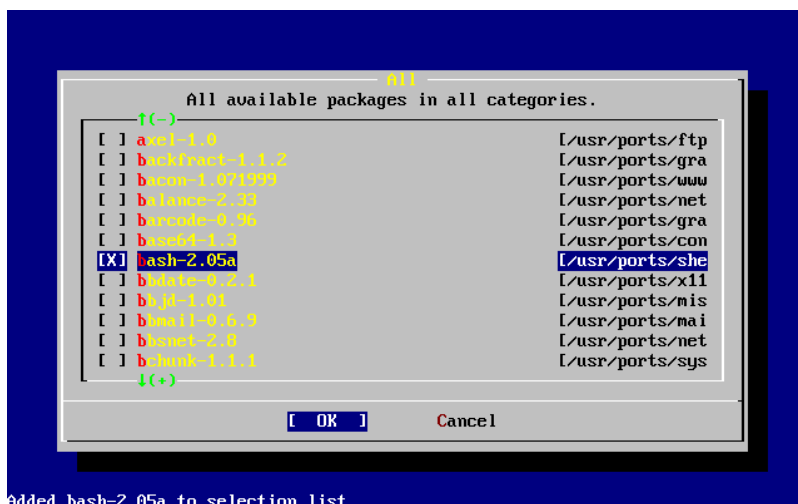 All
All available packages in all categories.
↑(-)
[ ] axel-1.0 [/usr/ports/ftp
[ ] backfract-1.1.2 [/usr/ports/gra
[ ] bacon-1.071999 [/usr/ports/www
[ ] balance-2.33 [/usr/ports/net
[ ] barcode-0.96 [/usr/ports/gra
[ ] base64-1.3 [/usr/ports/con
[X] bash-2.05a [/usr/ports/she
[ ] bbdate-0.2.1 [/usr/ports/x11
[ ] bbjd-1.01 [/usr/ports/mis
[ ] bbmail-0.6.9 [/usr/ports/mai
[ ] bbsnet-2.8 [/usr/ports/net
[ ] bchunk-1.1.1 [/usr/ports/sys
↓(+)
[ OK ] Cancel
Added bash-2.05a to selection list